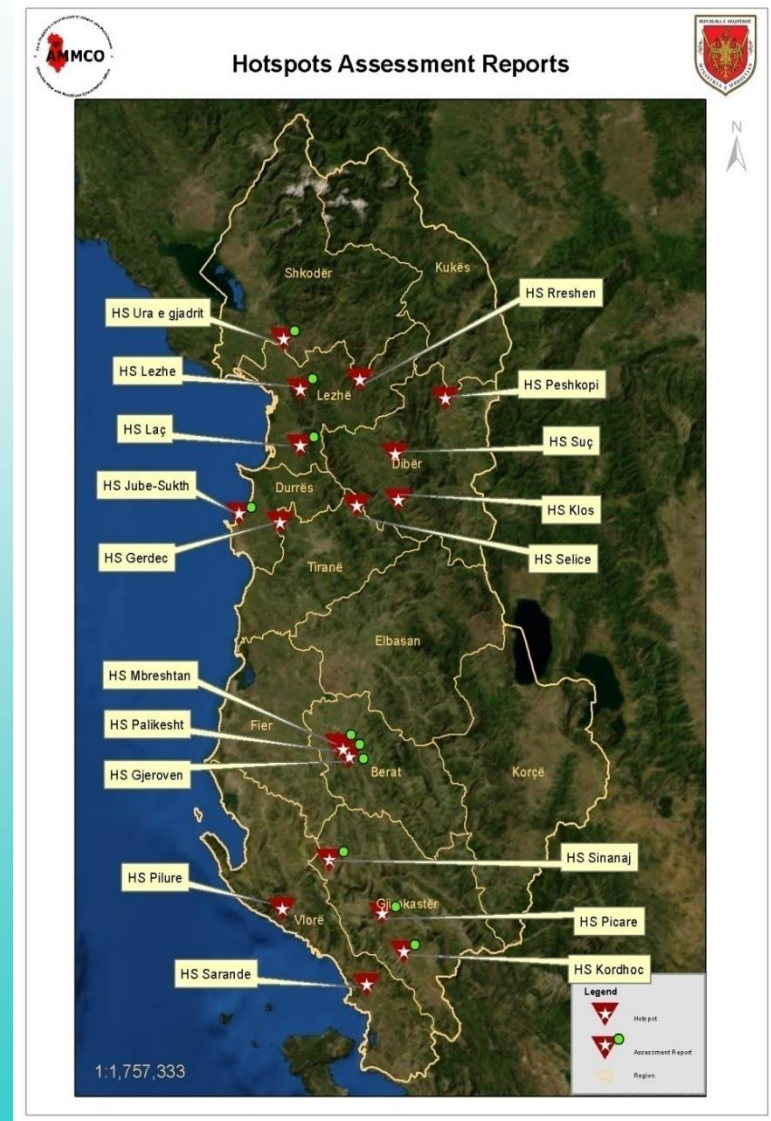 AMMCO
REPUBLIKA E SHQIPËRISË
Hotspots Assessment Reports
N
Shkodër
Kukës
HS Rreshen
HS Ura e gjadrit
HS Lezhe
Lezhë
HS Peshkopi
HS Laç
HS Suç
Dibër
HS Jube-Sukth
Durrës
HS Klos
HS Gerdec
HS Selice
Tiranë
Elbasan
HS Mbreshtan
Fier
HS Palikesht
HS Gjeroven
Berat
Korçë
HS Sinanaj
HS Pilure
Vlorë
HS Picare
HS Kordhoc
HS Sarande
Legend
Hotspot
Assessment Report
Region
1:1,757,333